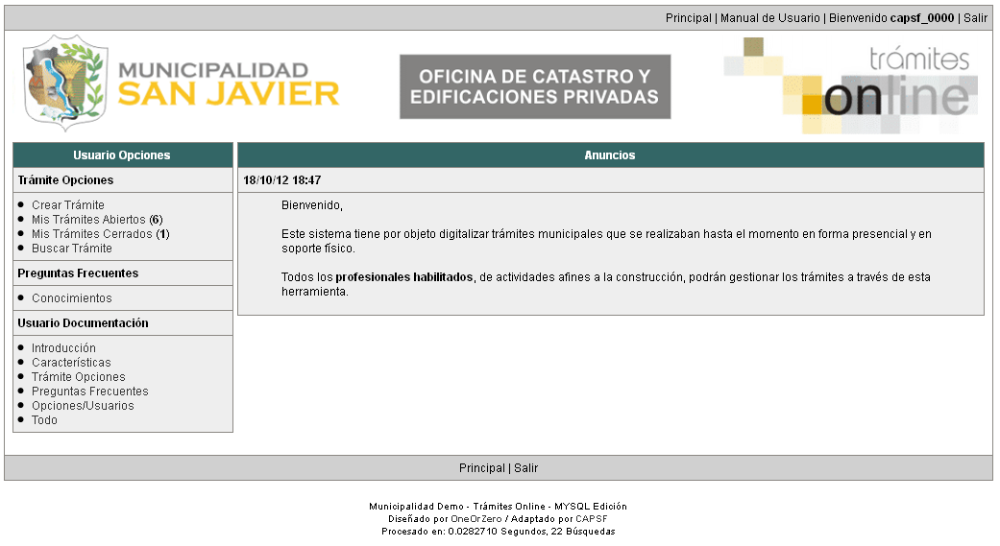 Principal | Manual de Usuario | Bienvenido capsf_0000 | Salir
MUNICIPALIDAD
SAN JAVIER
OFICINA DE CATASTRO Y
EDIFICACIONES PRIVADAS
trámites
online
Usuario Opciones
Trámite Opciones
Crear Trámite
Mis Trámites Abiertos (6)
Mis Trámites Cerrados (1)
Buscar Trámite
Preguntas Frecuentes
Conocimientos
Usuario Documentación
Introducción
Características
Trámite Opciones
Preguntas Frecuentes
Opciones/Usuarios
Todo
Anuncios
18/10/12 18:47
Bienvenido,
Este sistema tiene por objeto digitalizar trámites municipales que se realizaban hasta el momento en forma presencial y en
soporte físico.
Todos los profesionales habilitados, de actividades afines a la construcción, podrán gestionar los trámites a través de esta
herramienta.
Principal | Salir
Municipalidad Demo - Trámites Online - MYSQL Edición
Diseñado por OneOrZero / Adaptado por CAPSF
Procesado en: 0.0282710 Segundos, 22 Búsquedas